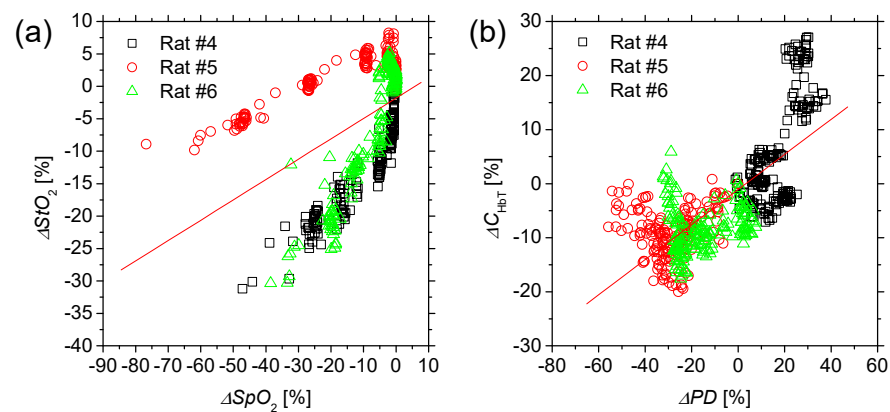 (a)
Rat #4
Rat #5
Rat #6
10
5
0
-5
-10
-15
-20
-25
-30
-35
-40
ΔStO₂ [%]
-90 -80 -70 -60 -50 -40 -30 -20 -10 0 10
ΔSpO₂ [%]
(b)
Rat #4
Rat #5
Rat #6
30
20
10
0
-10
-20
-30
ΔC_HbT [%]
-80 -60 -40 -20 0 20 40 60
ΔPD [%]